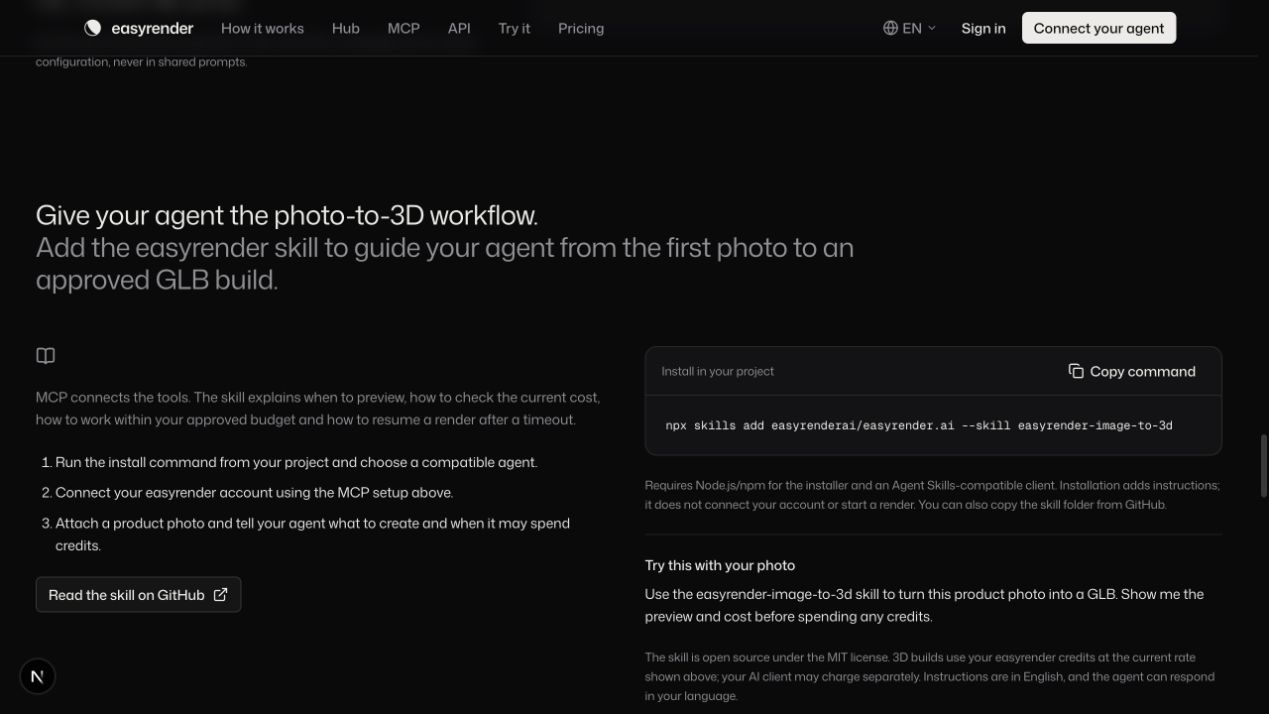 easyrender How it works Hub MCP API Try it Pricing EN Sign in Connect your agent
configuration, never in shared prompts.
Give your agent the photo-to-3D workflow.
Add the easyrender skill to guide your agent from the first photo to an
approved GLB build.
MCP connects the tools. The skill explains when to preview, how to check the current cost,
how to work within your approved budget and how to resume a render after a timeout.
1. Run the install command from your project and choose a compatible agent.
2. Connect your easyrender account using the MCP setup above.
3. Attach a product photo and tell your agent what to create and when it may spend
credits.
Read the skill on GitHub
Install in your project Copy command
npx skills add easyrenderai/easyrender.ai --skill easyrender-image-to-3d
Requires Node.js/npm for the installer and an Agent Skills-compatible client. Installation adds instructions;
it does not connect your account or start a render. You can also copy the skill folder from GitHub.
Try this with your photo
Use the easyrender-image-to-3d skill to turn this product photo into a GLB. Show me the
preview and cost before spending any credits.
The skill is open source under the MIT license. 3D builds use your easyrender credits at the current rate
shown above; your AI client may charge separately. Instructions are in English, and the agent can respond
in your language.
N